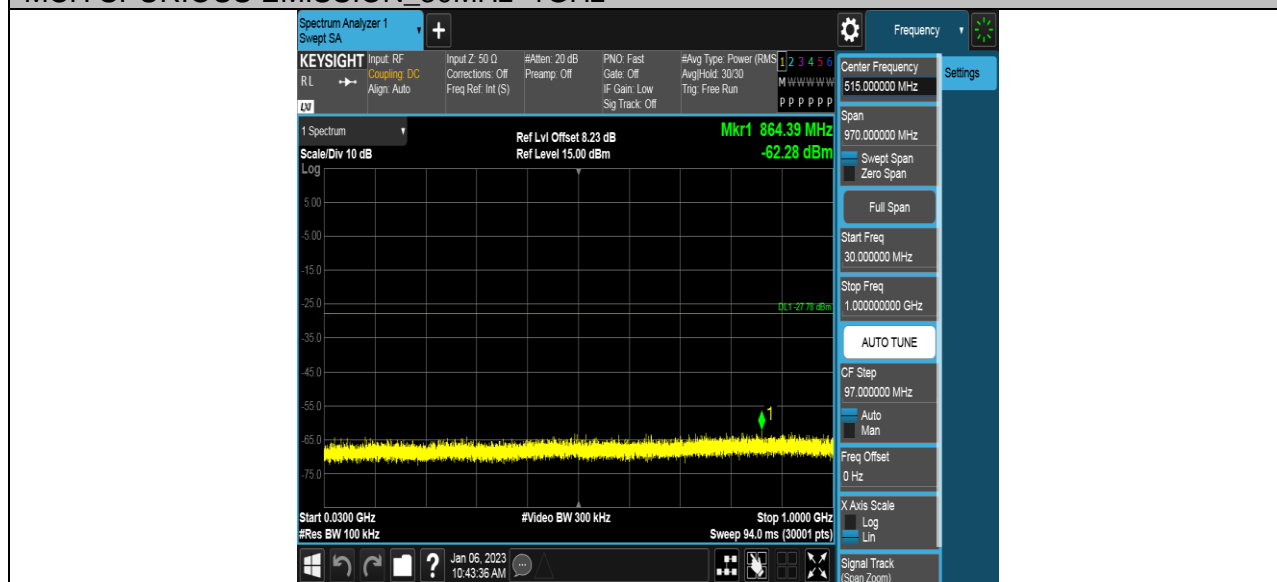 Spectrum Analyzer 1
Swept SA
+
Frequency
KEYSIGHT
RL
LXI
Input: RF
Coupling: DC
Align: Auto
Input Z: 50 Ω
Corrections: Off
Freq Ref: Int (S)
#Atten: 20 dB
Preamp: Off
PNO: Fast
Gate: Off
IF Gain: Low
Sig Track: Off
#Avg Type: Power (RMS
Avg|Hold: 30/30
Trig: Free Run
1 2 3 4 5 6
M W W W W W
P P P P P P
1 Spectrum
Scale/Div 10 dB
Log
Ref Lvl Offset 8.23 dB
Ref Level 15.00 dBm
Mkr1 864.39 MHz
-62.28 dBm
5.00
-5.00
-15.0
-25.0
DL1 -27.78 dBm
-35.0
-45.0
-55.0
1
-65.0
-75.0
Start 0.0300 GHz
#Res BW 100 kHz
#Video BW 300 kHz
Stop 1.0000 GHz
Sweep 94.0 ms (30001 pts)
?
Jan 06, 2023
10:43:36 AM
Center Frequency
515.000000 MHz
Settings
Span
970.000000 MHz
Swept Span
Zero Span
Full Span
Start Freq
30.000000 MHz
Stop Freq
1.000000000 GHz
AUTO TUNE
CF Step
97.000000 MHz
Auto
Man
Freq Offset
0 Hz
X Axis Scale
Log
Lin
Signal Track
(Span Zoom)